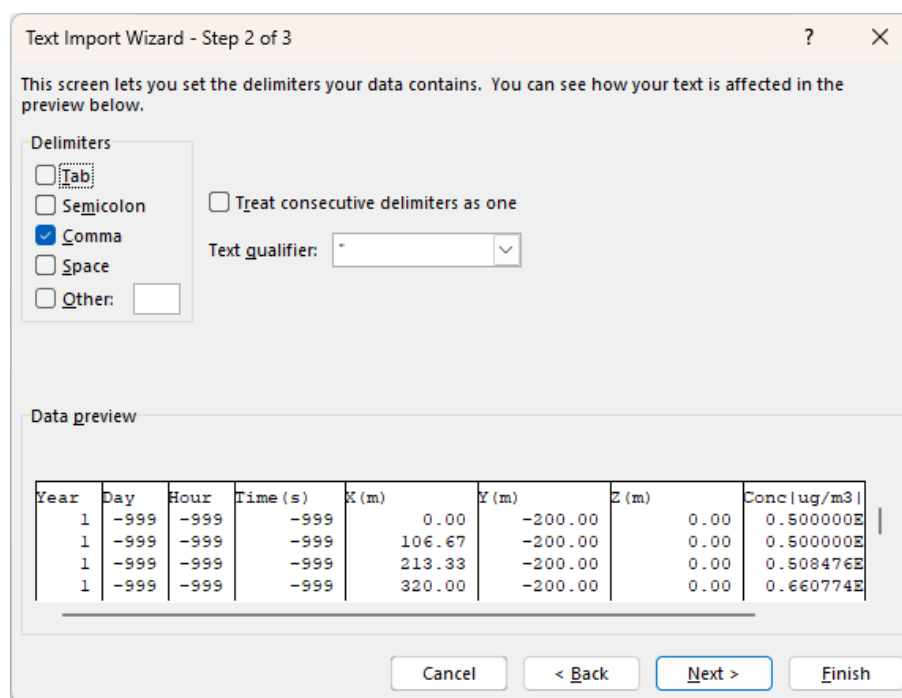 Text Import Wizard - Step 2 of 3 ?
This screen lets you set the delimiters your data contains. You can see how your text is affected in the
preview below.
Delimiters
Tab
Semicolon
Comma
Space
Other:
Treat consecutive delimiters as one
Text qualifier: "
Data preview
Year Day Hour Time(s) X(m) Y(m) Z(m) Conc|ug/m3|
1 -999 -999 -999 0.00 -200.00 0.00 0.500000E
1 -999 -999 -999 106.67 -200.00 0.00 0.500000E
1 -999 -999 -999 213.33 -200.00 0.00 0.508476E
1 -999 -999 -999 320.00 -200.00 0.00 0.660774E
Cancel < Back Next > Finish